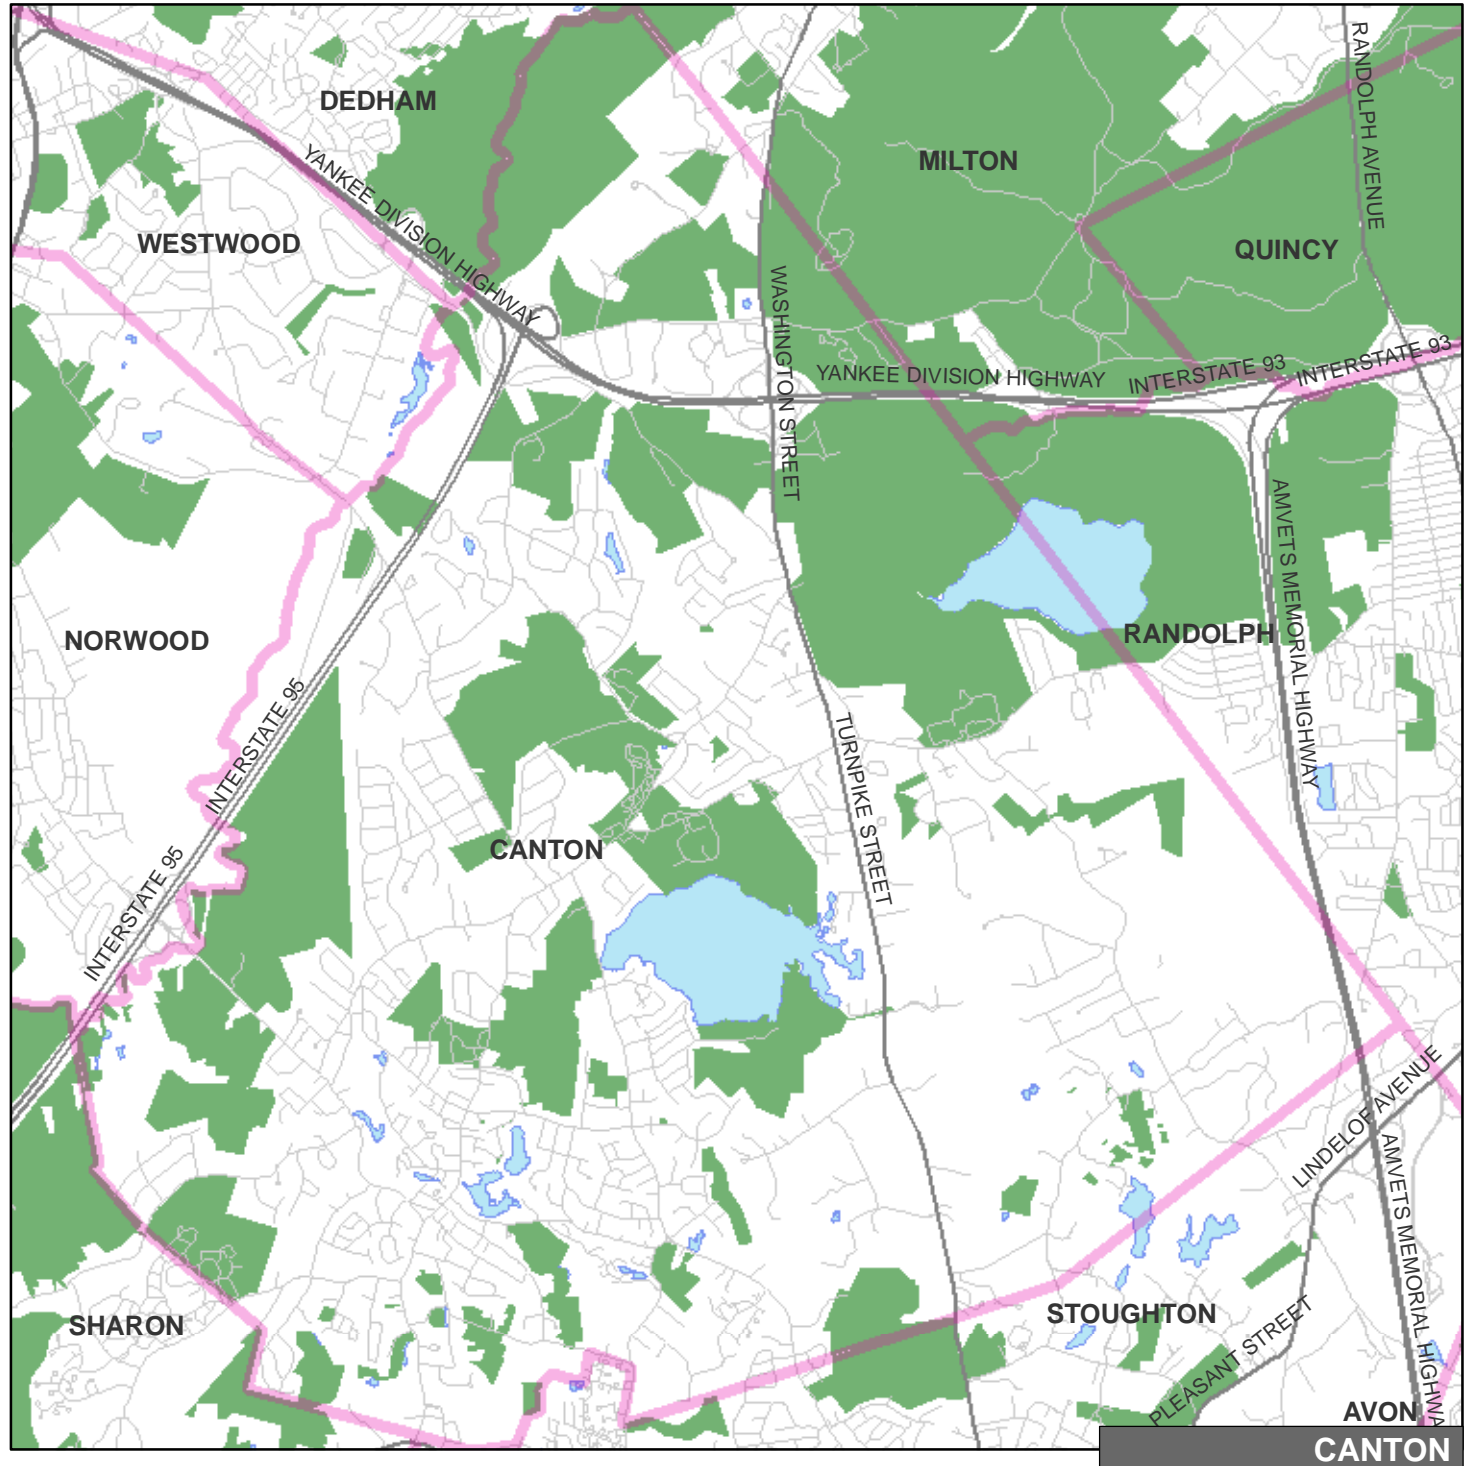 RANDOLPH AVENUE
DEDHAM
YANKEE DIVISION HIGHWAY
MILTON
WESTWOOD
QUINCY
WASHINGTON STREET
YANKEE DIVISION HIGHWAY
INTERSTATE 93
INTERSTATE 93
AMVETS MEMORIAL HIGHWAY
NORWOOD
RANDOLPH
INTERSTATE 95
TURNPIKE STREET
CANTON
INTERSTATE 95
LINDELOF AVENUE
AMVETS MEMORIAL HIGHWA
SHARON
STOUGHTON
PLEASANT STREET
AVON
CANTON